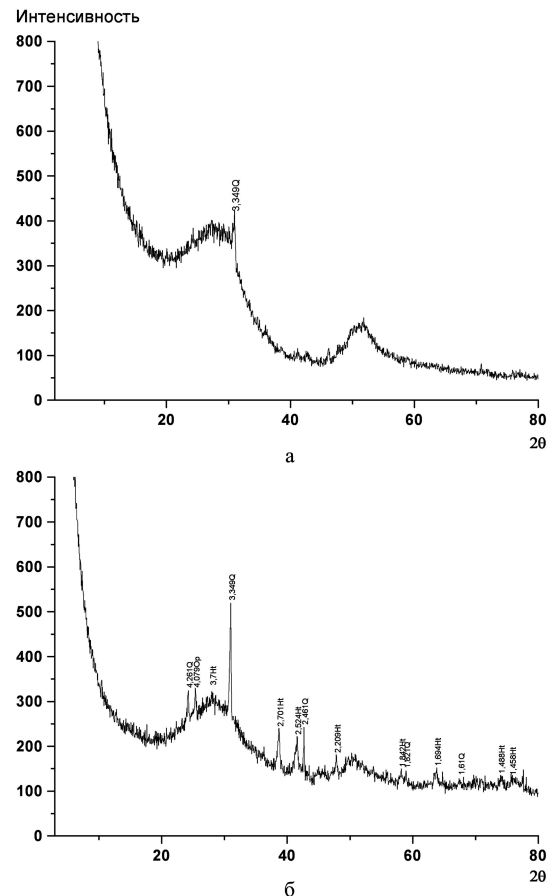 Интенсивность
800
700
600
500
400
300
200
100
0
3,349Q
20 40 60 80
2θ
а
800
700
600
500
400
300
200
100
0
4,261Q
4,079Op
3,7Ht
3,349Q
2,701Ht
2,524Ht
2,461Q
2,209Ht
1,842Ht
1,821Q
1,694Ht
1,61Q
1,488Ht
1,458Ht
20 40 60 80
2θ
б